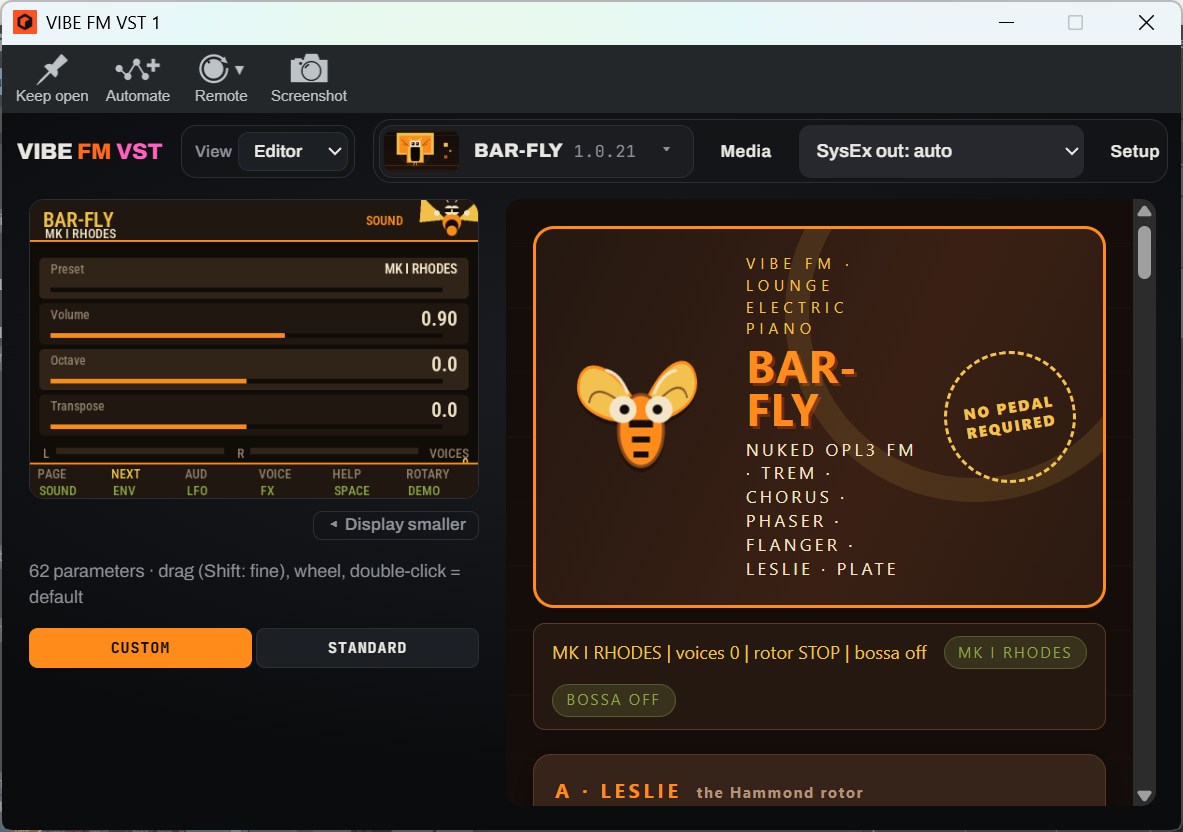 VIBE FM VST 1
Keep open Automate Remote Screenshot
VIBE FM VST View Editor BAR-FLY 1.0.21 Media SysEx out: auto Setup
BAR-FLY
MK I RHODES
SOUND
Preset MK I RHODES
Volume 0.90
Octave 0.0
Transpose 0.0
L R VOICES
PAGE NEXT AUD VOICE HELP ROTARY
SOUND ENV LFO FX SPACE DEMO
Display smaller
62 parameters · drag (Shift: fine), wheel, double-click =
default
CUSTOM STANDARD
VIBE FM ·
LOUNGE
ELECTRIC
PIANO
BAR-
FLY
NUKED OPL3 FM
· TREM ·
CHORUS ·
PHASER ·
FLANGER ·
LESLIE · PLATE
NO PEDAL
REQUIRED
MK I RHODES | voices 0 | rotor STOP | bossa off MK I RHODES
BOSSA OFF
A · LESLIE the Hammond rotor